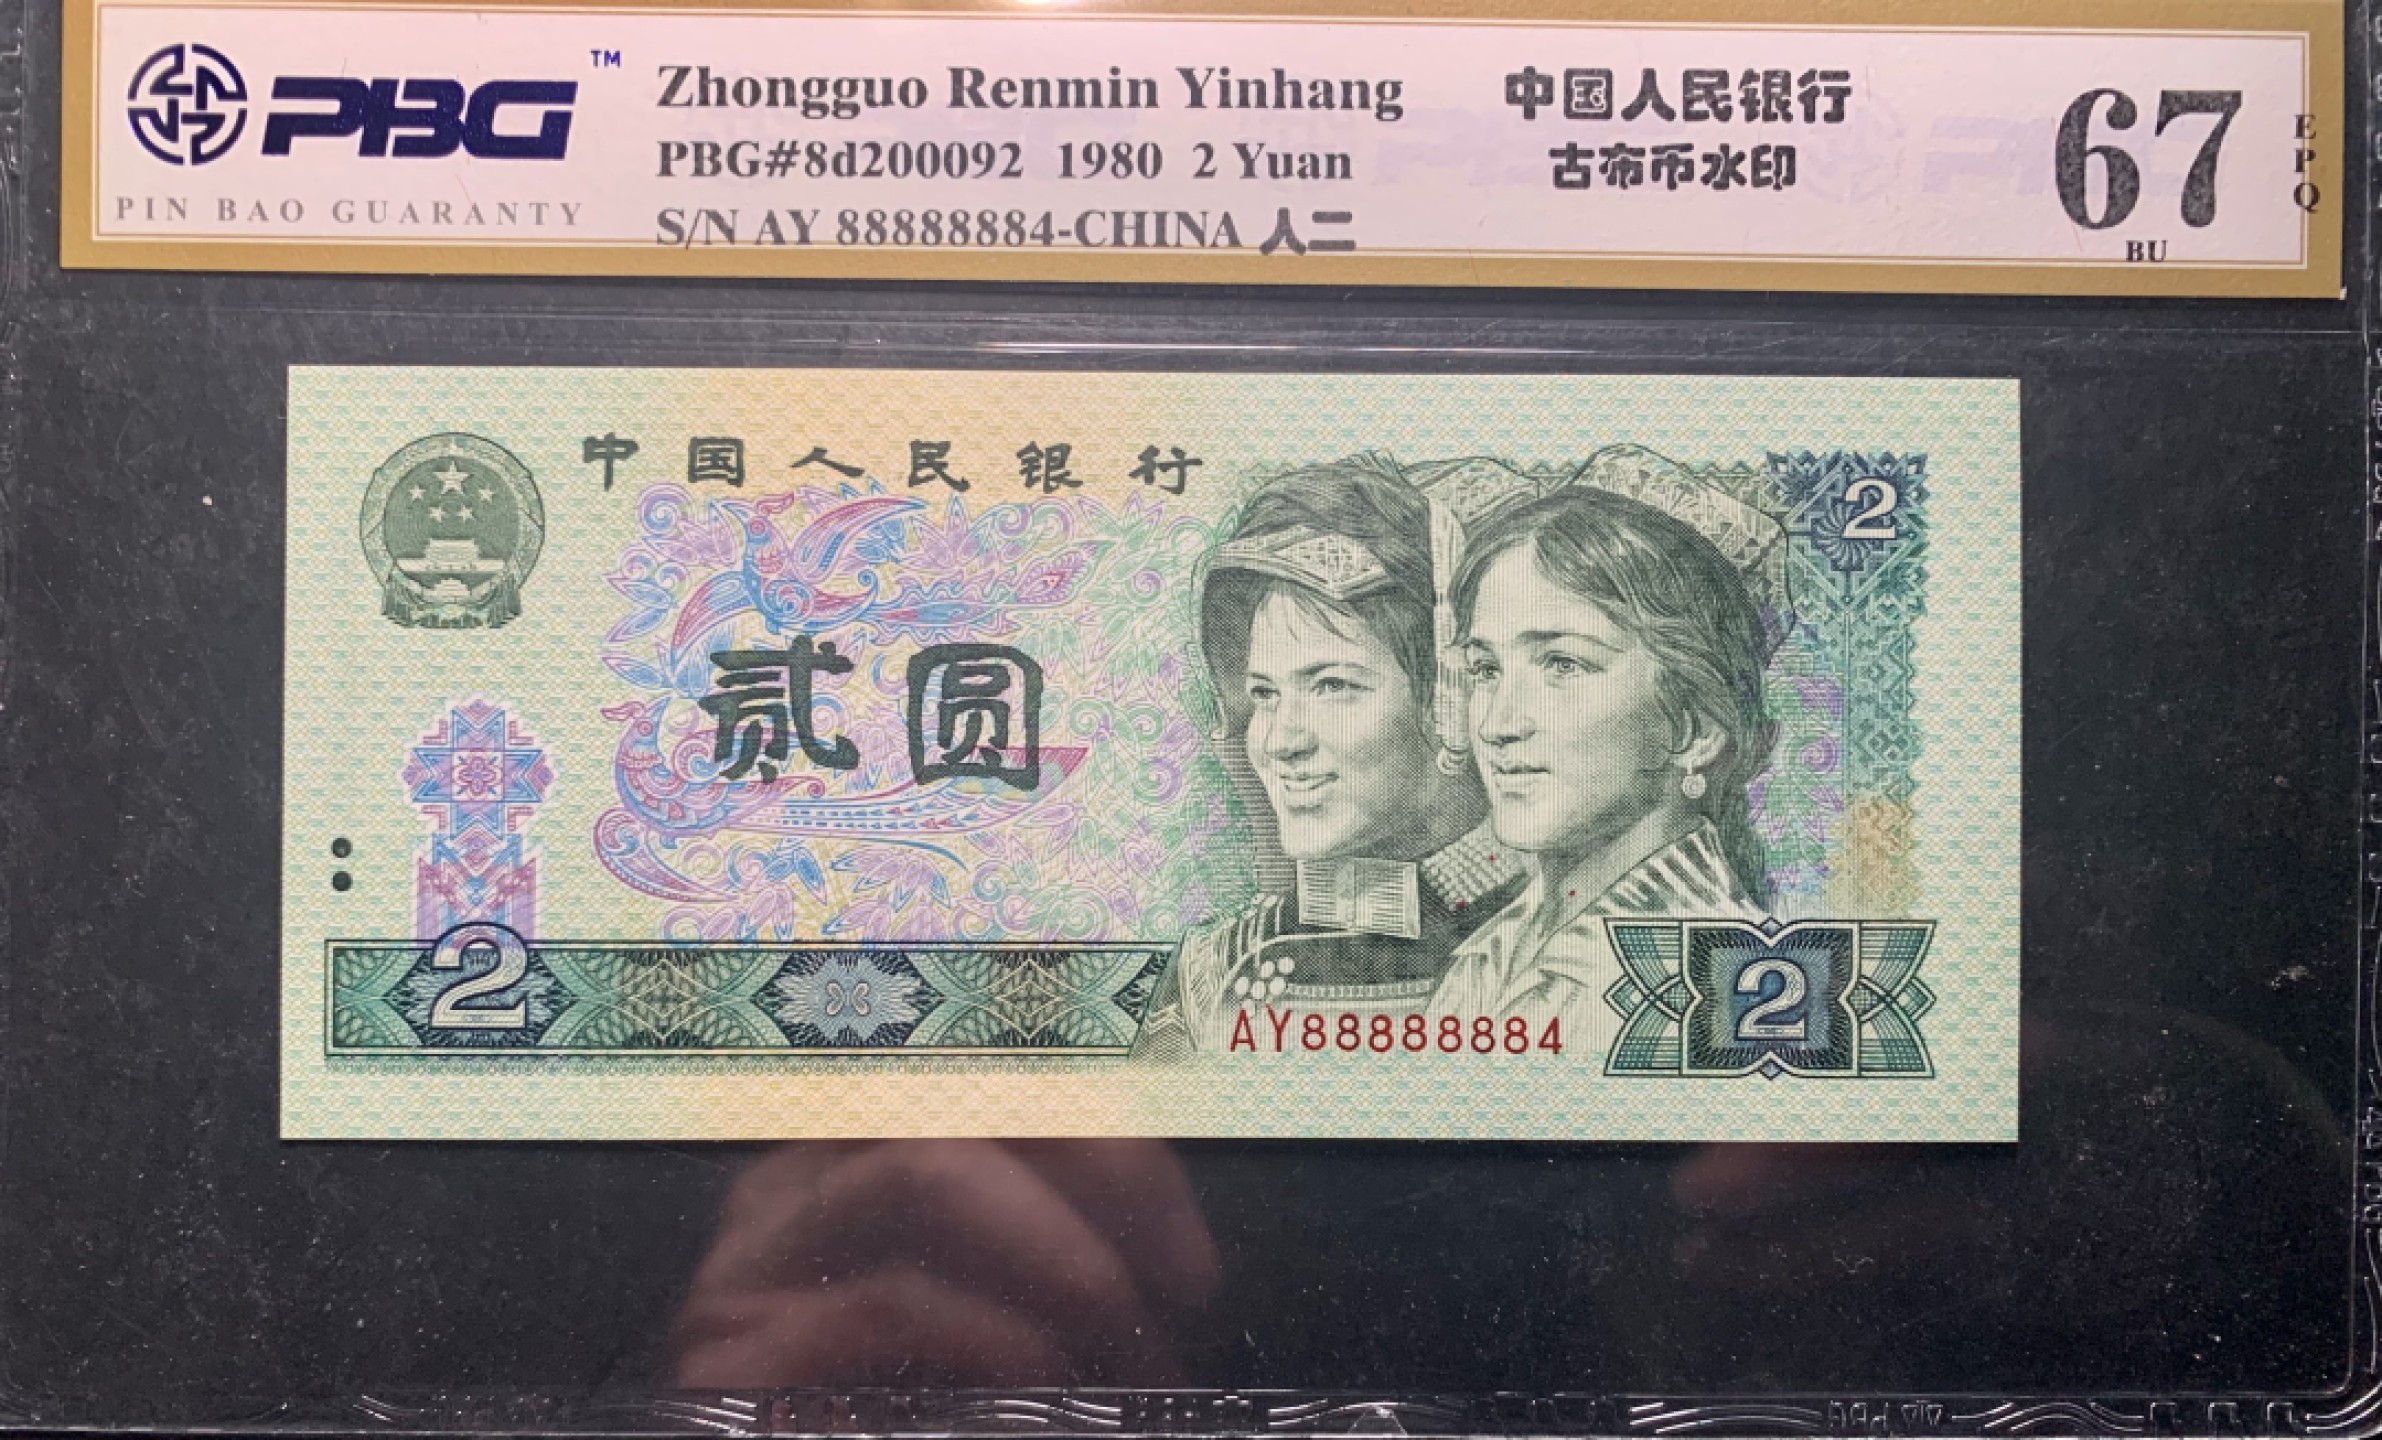 PBG™
PIN BAO GUARANTY
Zhongguo Renmin Yinhang
PBG#8d200092 1980 2 Yuan
S/N AY 88888884-CHINA 人二
中国人民银行
古布币水印
67
BU
EPQ
中国人民银行
2
贰圆
2
AY88888884
2